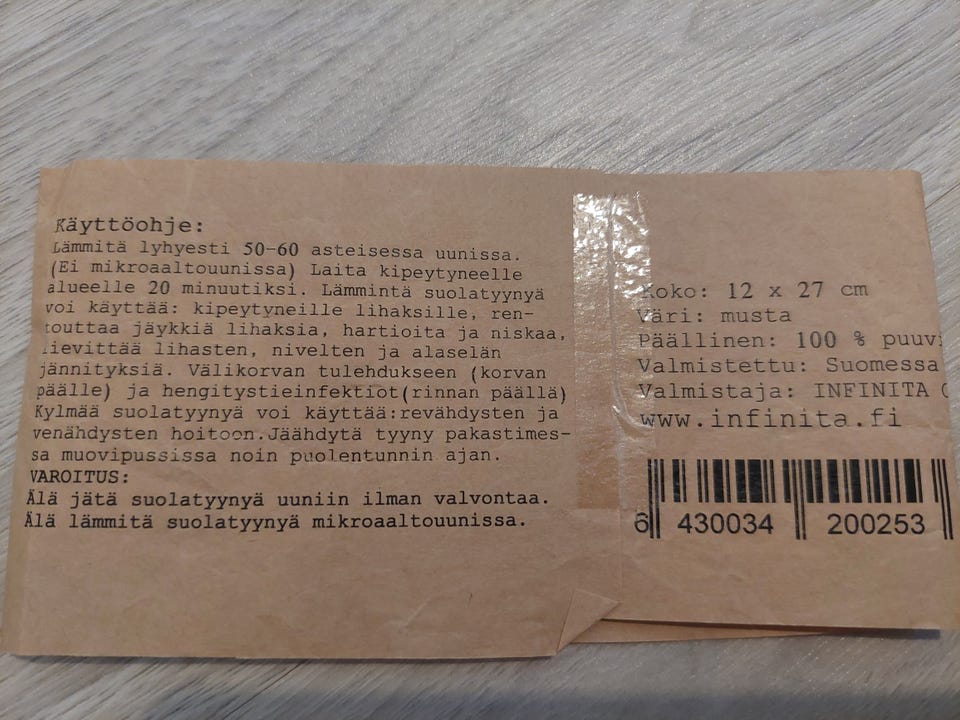 Käyttöohje:
Lämmitä lyhyesti 50-60 asteisessa uunissa.
(Ei mikroaaltouunissa) Laita kipeytyneelle
alueelle 20 minuutiksi. Lämmintä suolatyynyä
voi käyttää: kipeytyneille lihaksille, ren-
touttaa jäykkiä lihaksia, hartioita ja niskaa,
lievittää lihasten, nivelten ja alaselän
jännityksiä. Välikorvan tulehdukseen (korvan
päälle) ja hengitystieinfektiot(rinnan päällä)
Kylmää suolatyynyä voi käyttää:revähdysten ja
venähdysten hoitoon.Jäähdytä tyyny pakastimes-
sa muovipussissa noin puolentunnin ajan.
VAROITUS:
Älä jätä suolatyynyä uuniin ilman valvontaa.
Älä lämmitä suolatyynyä mikroaaltouunissa.
Koko: 12 x 27 cm
Väri: musta
Päällinen: 100 %
Valmistettu: Suomessa
Valmistaja: INFINITA
www.infinita.fi
6 430034 200253